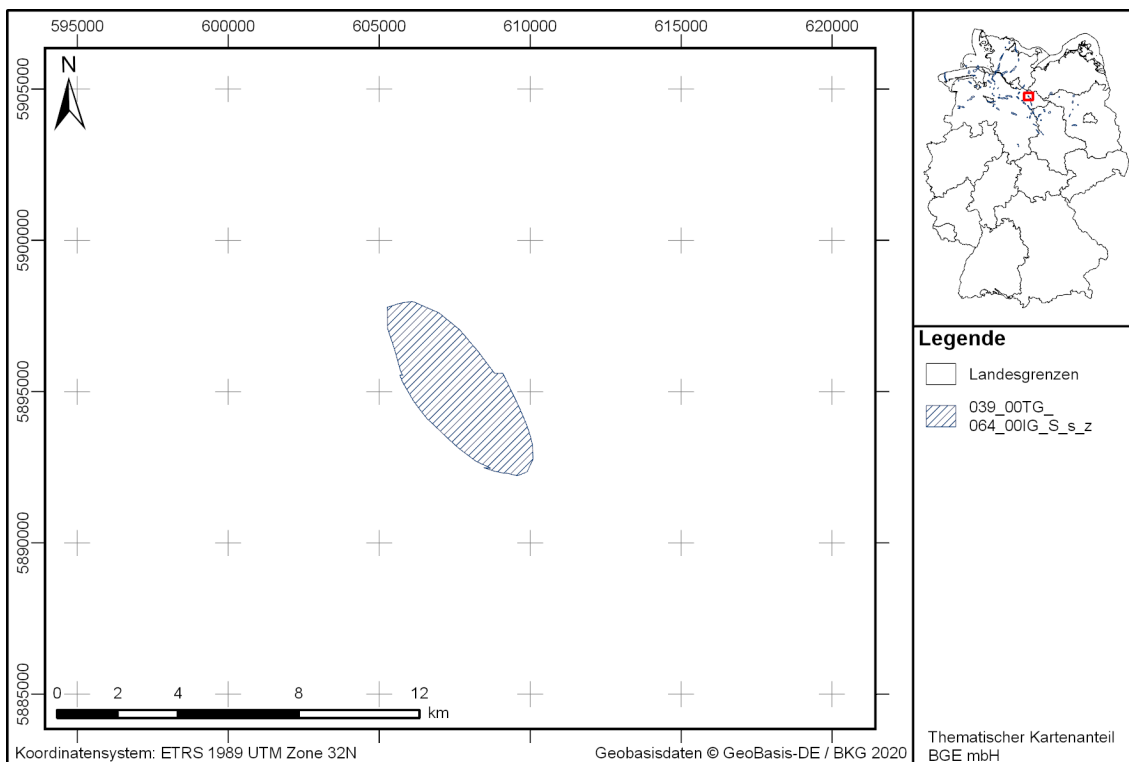 595000
600000
605000
610000
615000
620000
N
5905000
5900000
5895000
5890000
5885000
0
2
4
8
12
km
Koordinatensystem: ETRS 1989 UTM Zone 32N
Geobasisdaten © GeoBasis-DE / BKG 2020
Legende
Landesgrenzen
039_00TG_
064_00IG_S_s_z
Thematischer Kartenanteil
BGE mbH